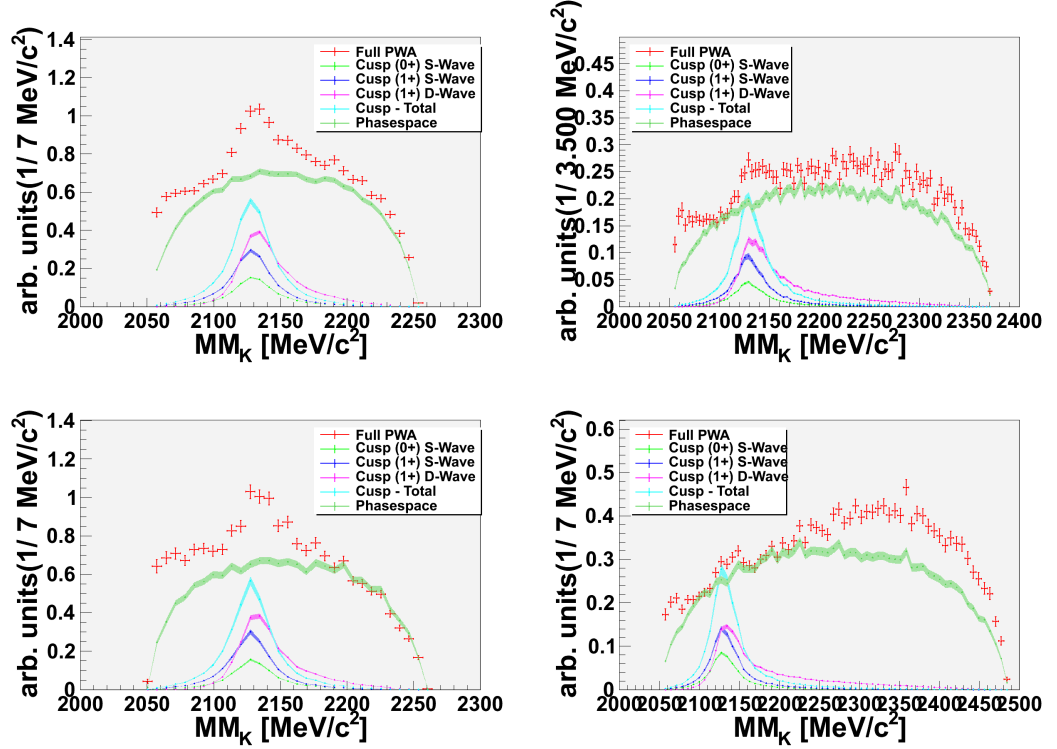 arb. units(1/ 7 MeV/c²)
1.4
1.2
1
0.8
0.6
0.4
0.2
0
Full PWA
Cusp (0+) S-Wave
Cusp (1+) S-Wave
Cusp (1+) D-Wave
Cusp - Total
Phasespace
2000 2050 2100 2150 2200 2250 2300
MM_K [MeV/c²]
arb. units(1/ 3.500 MeV/c²)
0.45
0.4
0.35
0.3
0.25
0.2
0.15
0.1
0.05
0
Full PWA
Cusp (0+) S-Wave
Cusp (1+) S-Wave
Cusp (1+) D-Wave
Cusp - Total
Phasespace
2000 2050 2100 2150 2200 2250 2300 2350 2400
MM_K [MeV/c²]
arb. units(1/ 7 MeV/c²)
1.4
1.2
1
0.8
0.6
0.4
0.2
0
Full PWA
Cusp (0+) S-Wave
Cusp (1+) S-Wave
Cusp (1+) D-Wave
Cusp - Total
Phasespace
2000 2050 2100 2150 2200 2250 2300
MM_K [MeV/c²]
arb. units(1/ 7 MeV/c²)
0.6
0.5
0.4
0.3
0.2
0.1
0
Full PWA
Cusp (0+) S-Wave
Cusp (1+) S-Wave
Cusp (1+) D-Wave
Cusp - Total
Phasespace
2000 2050 2100 2150 2200 2250 2300 2350 2400 2450 2500
MM_K [MeV/c²]